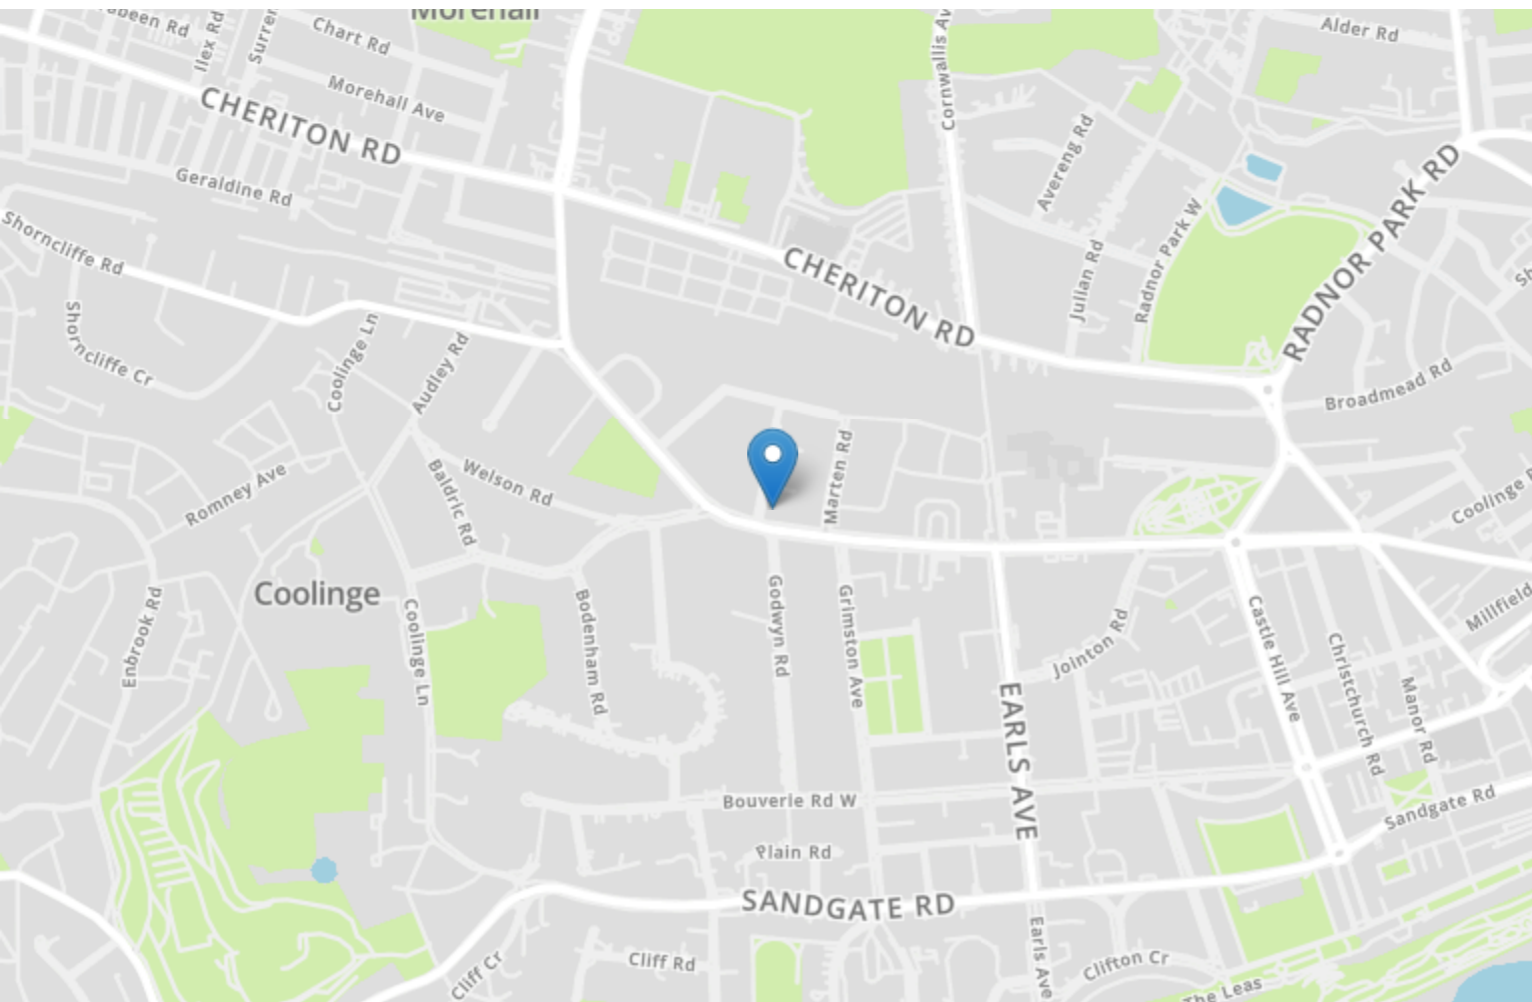 Morehall
Chart Rd
Alder Rd
Ilex Rd
Morehall Ave
CHERITON RD
Geraldine Rd
Shorncliffe Rd
Cornwallis Av
Avereng Rd
RADNOR PARK RD
Radnor Park W
Julian Rd
CHERITON RD
Shorncliffe Cr
Coolinge Ln
Audley Rd
Broadmead Rd
Marten Rd
Welson Rd
Baldric Rd
Romney Ave
Coolinge
Coolinge
Enbrook Rd
Coolinge Ln
Bodenham Rd
Godwyn Rd
Grimston Ave
Jointon Rd
Castle Hill Ave
Christchurch Rd
Manor Rd
Millfield
EARLS AVE
Bouverie Rd W
Sandgate Rd
Plain Rd
SANDGATE RD
Earls Ave
Cliff Cr
Cliff Rd
Clifton Cr
The Leas